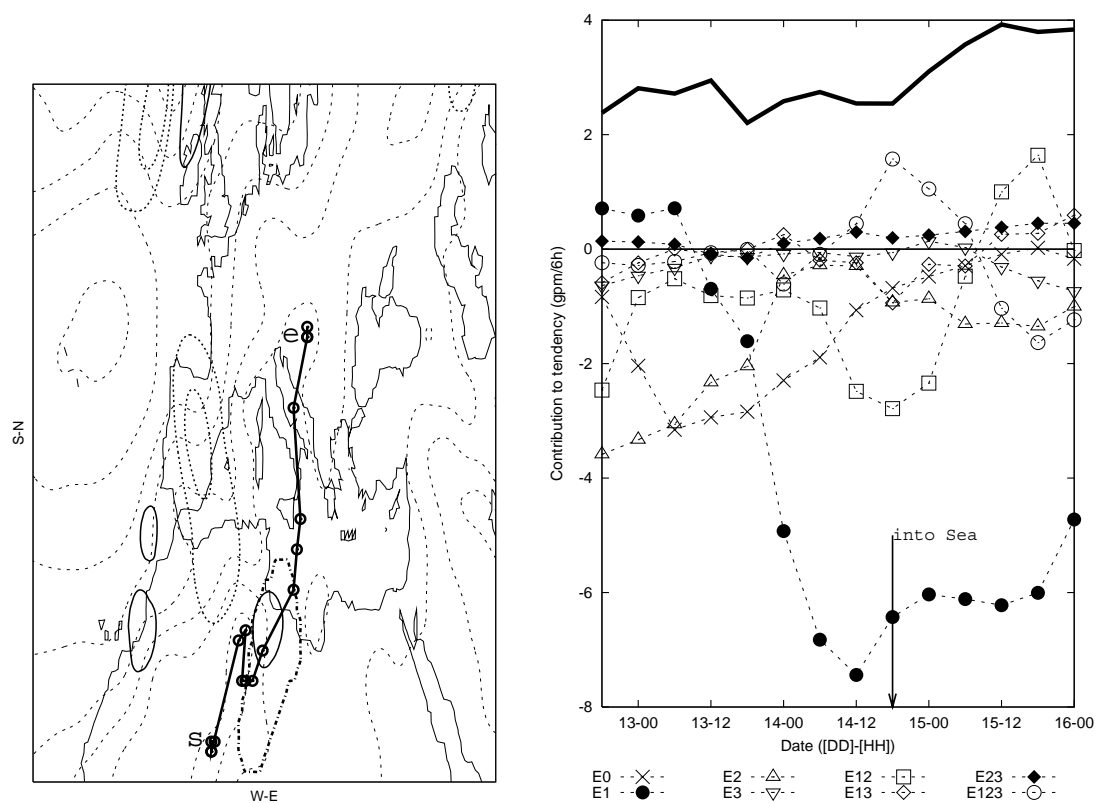 S-N
e
s
W-E
Contribution to tendency (gpm/6h)
4
2
0
-2
-4
-6
-8
into Sea
13-00 13-12 14-00 14-12 15-00 15-12 16-00
Date ([DD]-[HH])
E0 E2 E12 E23
E1 E3 E13 E123